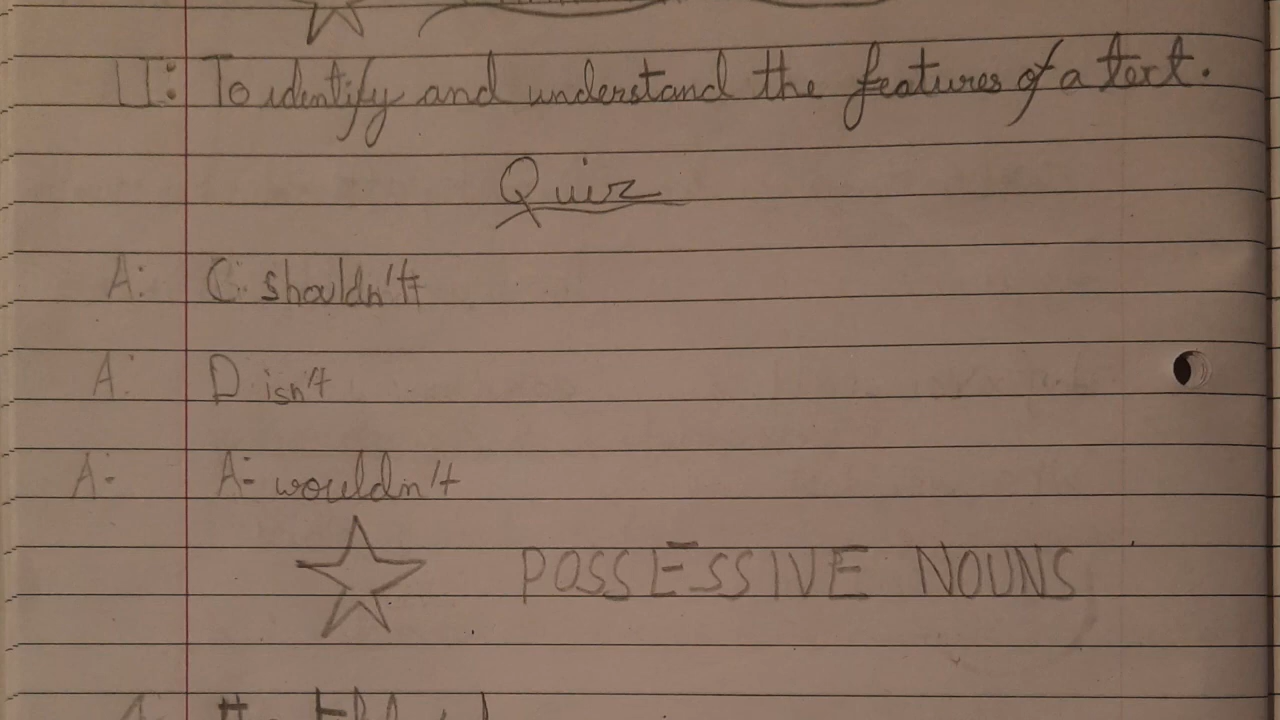 LI: To identify and understand the features of a text.
Quiz
A: C: shouldn't
A: D isn't
A- A- wouldn't
POSSESSIVE NOUNS